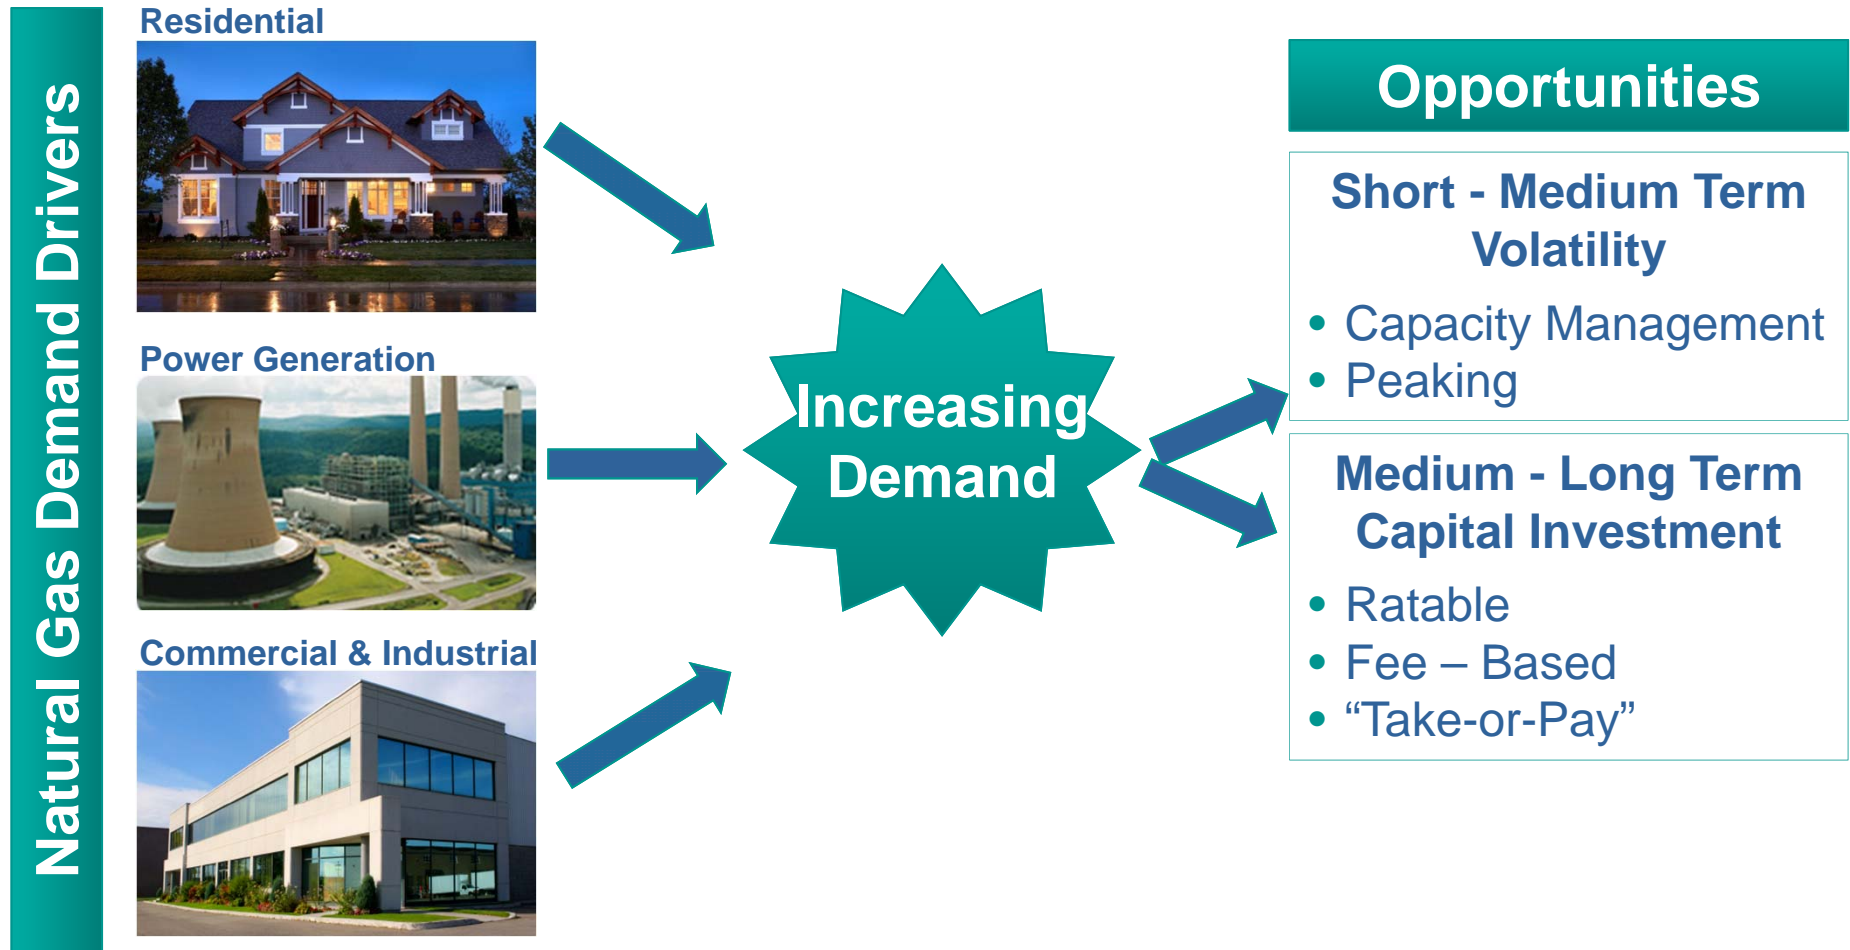 Natural Gas Demand Drivers
Residential
Power Generation
Commercial & Industrial
Increasing
Demand
Opportunities
Short - Medium Term
Volatility
• Capacity Management
• Peaking
Medium - Long Term
Capital Investment
• Ratable
• Fee – Based
• “Take-or-Pay”